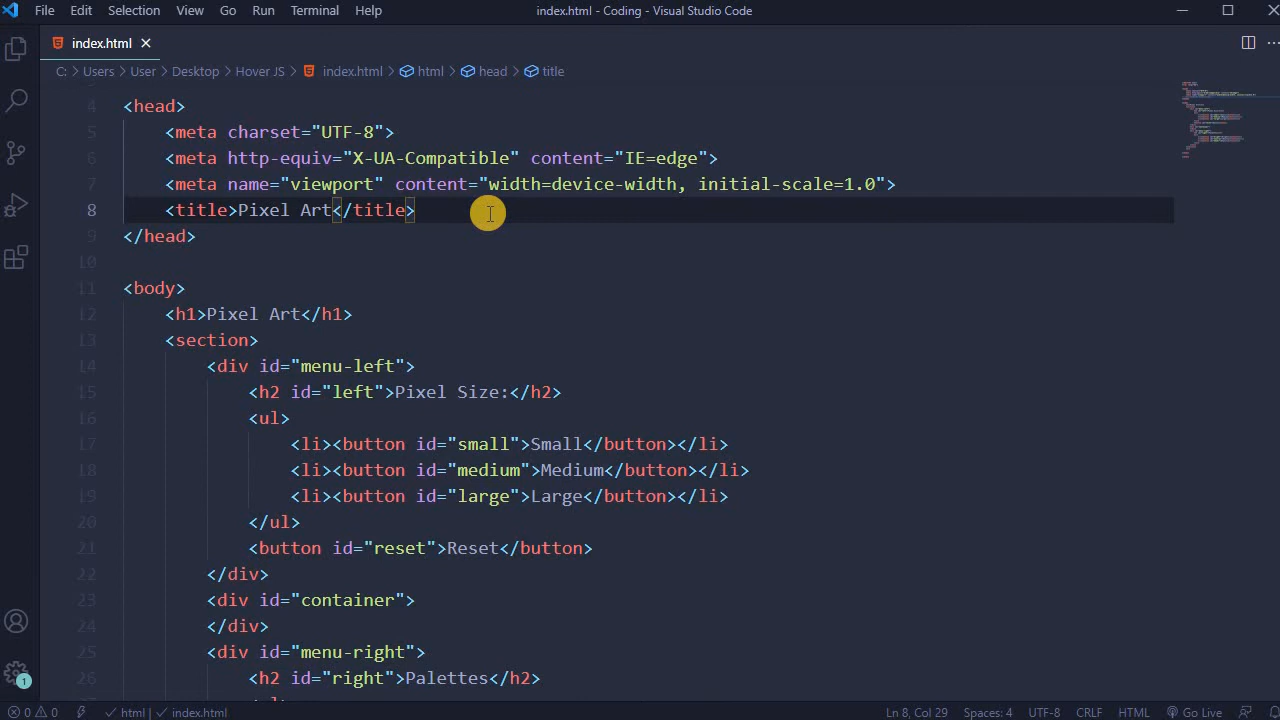 File Edit Selection View Go Run Terminal Help index.html - Coding - Visual Studio Code
index.html
C: > Users > User > Desktop > Hover JS > index.html > html > head > title
4 <head>
5 <meta charset="UTF-8">
6 <meta http-equiv="X-UA-Compatible" content="IE=edge">
7 <meta name="viewport" content="width=device-width, initial-scale=1.0">
8 <title>Pixel Art</title>
9 </head>
10
11 <body>
12 <h1>Pixel Art</h1>
13 <section>
14 <div id="menu-left">
15 <h2 id="left">Pixel Size:</h2>
16 <ul>
17 <li><button id="small">Small</button></li>
18 <li><button id="medium">Medium</button></li>
19 <li><button id="large">Large</button></li>
20 </ul>
21 <button id="reset">Reset</button>
22 </div>
23 <div id="container">
24 </div>
25 <div id="menu-right">
26 <h2 id="right">Palettes</h2>
1
0 0 html | index.html Ln 8, Col 29 Spaces: 4 UTF-8 CRLF HTML Go Live